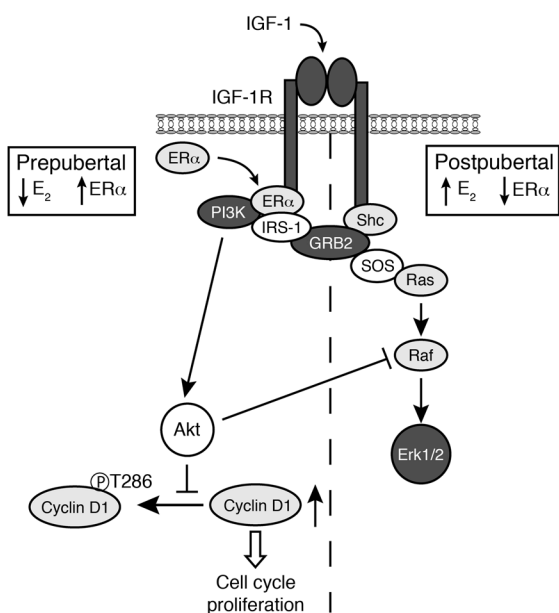 IGF-1
IGF-1R
Prepubertal
↓E₂ ↑ERα
ERα
Postpubertal
↑E₂ ↓ERα
PI3K
ERα
IRS-1
GRB2
Shc
SOS
Ras
Raf
Akt
Erk1/2
ⓅT286
Cyclin D1
Cyclin D1
Cell cycle
proliferation